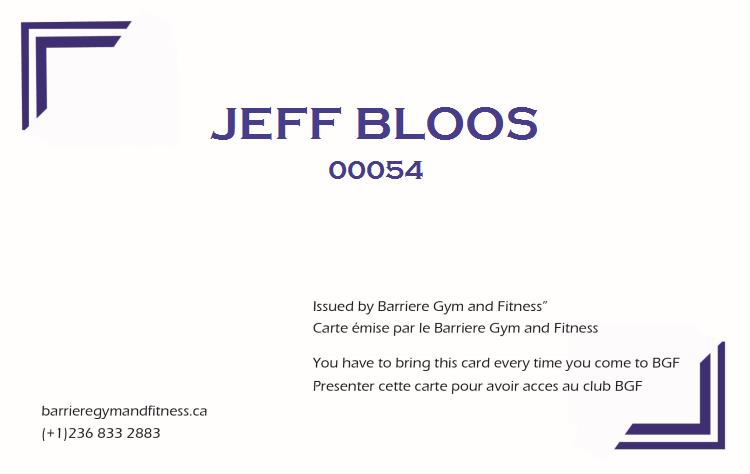 JEFF BLOOS
00054
Issued by Barriere Gym and Fitness”
Carte émise par le Barriere Gym and Fitness
You have to bring this card every time you come to BGF
Presenter cette carte pour avoir acces au club BGF
barrieregymandfitness.ca
(+1)236 833 2883